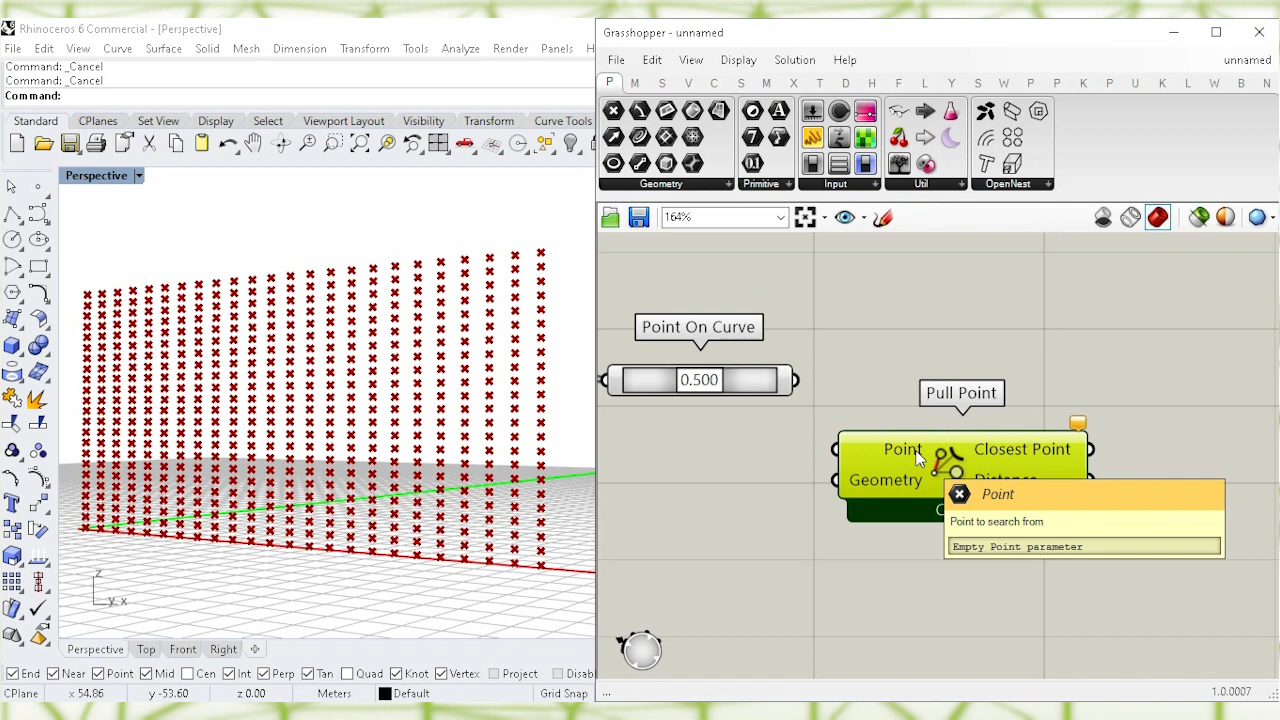 Rhinoceros 6 Commercial - [Perspective]
File Edit View Curve Surface Solid Mesh Dimension Transform Tools Analyze Render Panels
Command: _Cancel
Command: _Cancel
Command:
Standard CPlanes Set View Display Select Viewport Layout Visibility Transform Curve Tools
Perspective
z
y x
Perspective Top Front Right
End Near Point Mid Cen Int Perp Tan Quad Knot Vertex Project Disabl
CPlane x 54.86 y -53.60 z 0.00 Meters Default Grid Snap
Grasshopper - unnamed
File Edit View Display Solution Help unnamed
P M S V C S M X T D H F L Y S W P U P U K L W B N
Geometry Primitive Input Util OpenNest
164%
Point On Curve
0.500
Pull Point
Point Closest Point
Geometry Distance
Point
Point to search from
Empty Point parameter
... 1.0.0007